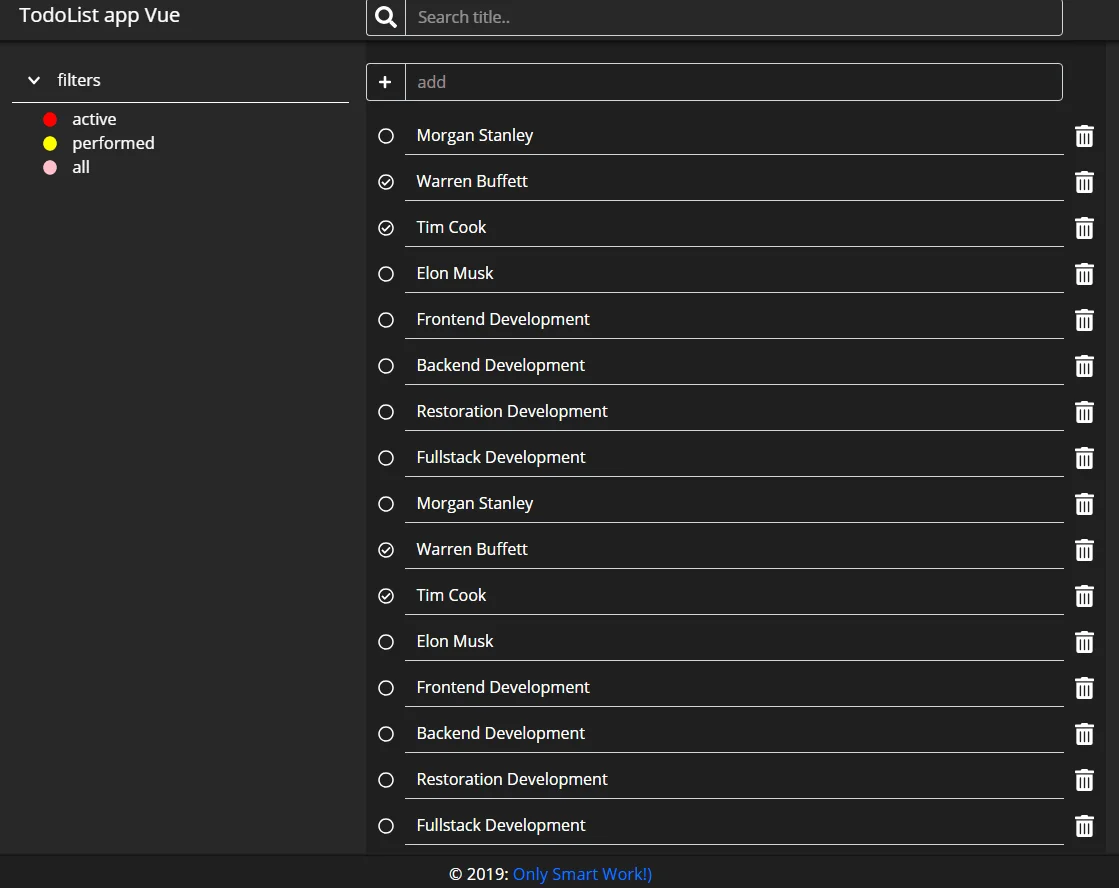 TodoList app Vue
Search title..
filters
active
performed
all
add
Morgan Stanley
Warren Buffett
Tim Cook
Elon Musk
Frontend Development
Backend Development
Restoration Development
Fullstack Development
Morgan Stanley
Warren Buffett
Tim Cook
Elon Musk
Frontend Development
Backend Development
Restoration Development
Fullstack Development
© 2019: Only Smart Work!)